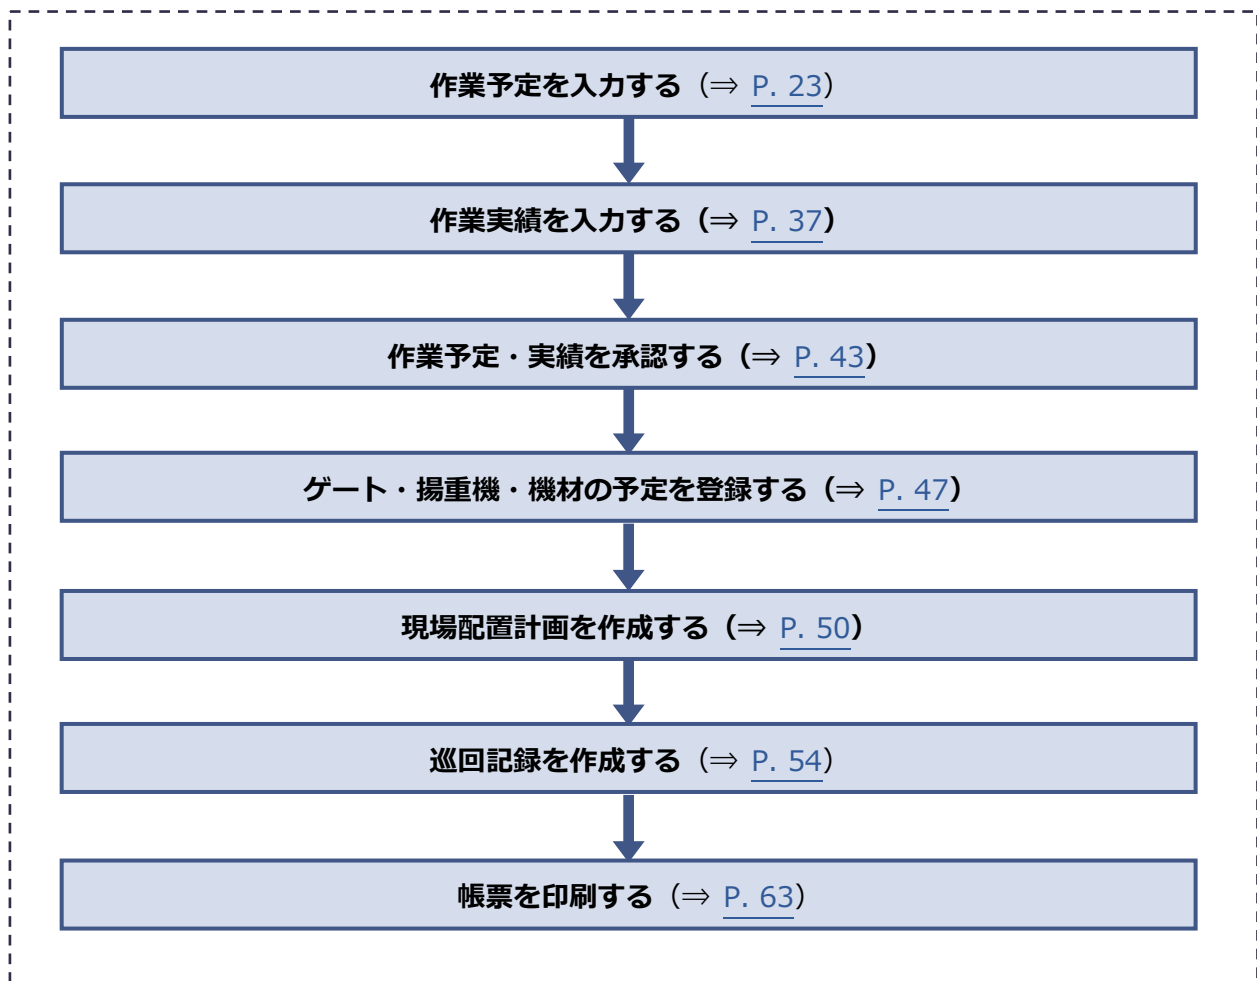 作業予定を入力する（⇒ P. 23）
作業実績を入力する（⇒ P. 37）
作業予定・実績を承認する（⇒ P. 43）
ゲート・揚重機・機材の予定を登録する（⇒ P. 47）
現場配置計画を作成する（⇒ P. 50）
巡回記録を作成する（⇒ P. 54）
帳票を印刷する（⇒ P. 63）